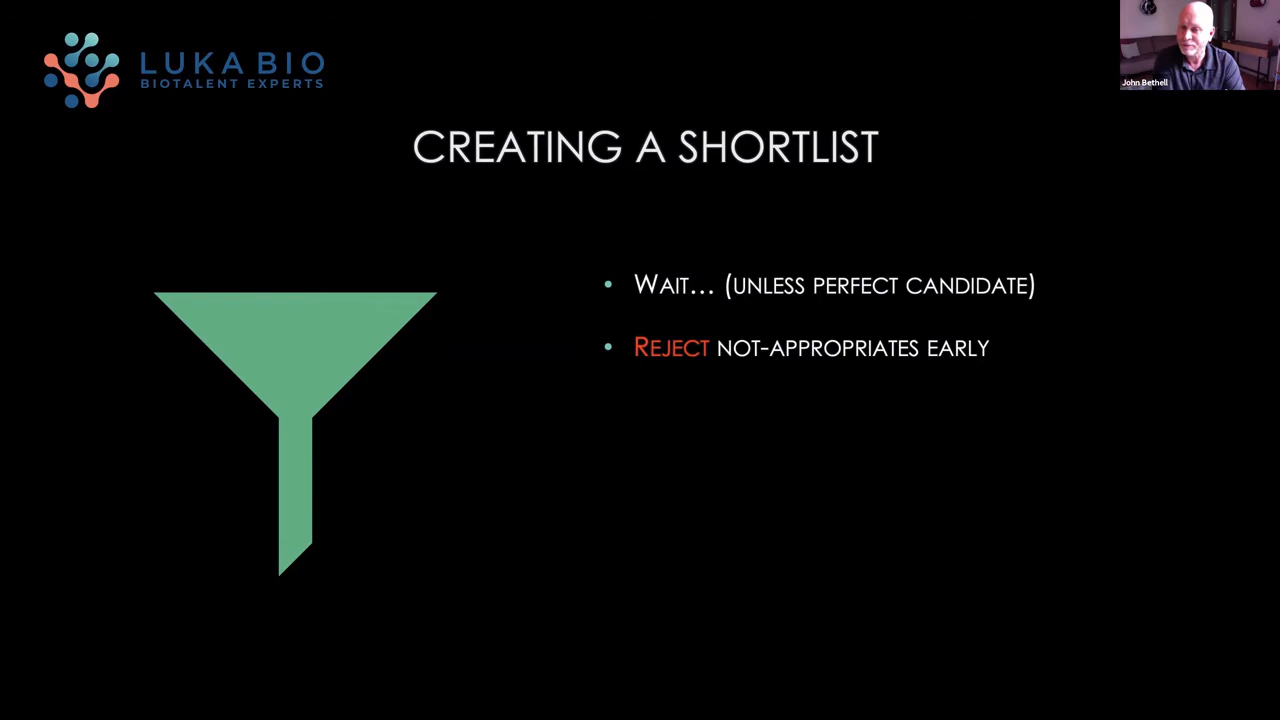 LUKA BIO
BIOTALENT EXPERTS
John Bethell
CREATING A SHORTLIST
• WAIT... (UNLESS PERFECT CANDIDATE)
• REJECT NOT-APPROPRIATES EARLY